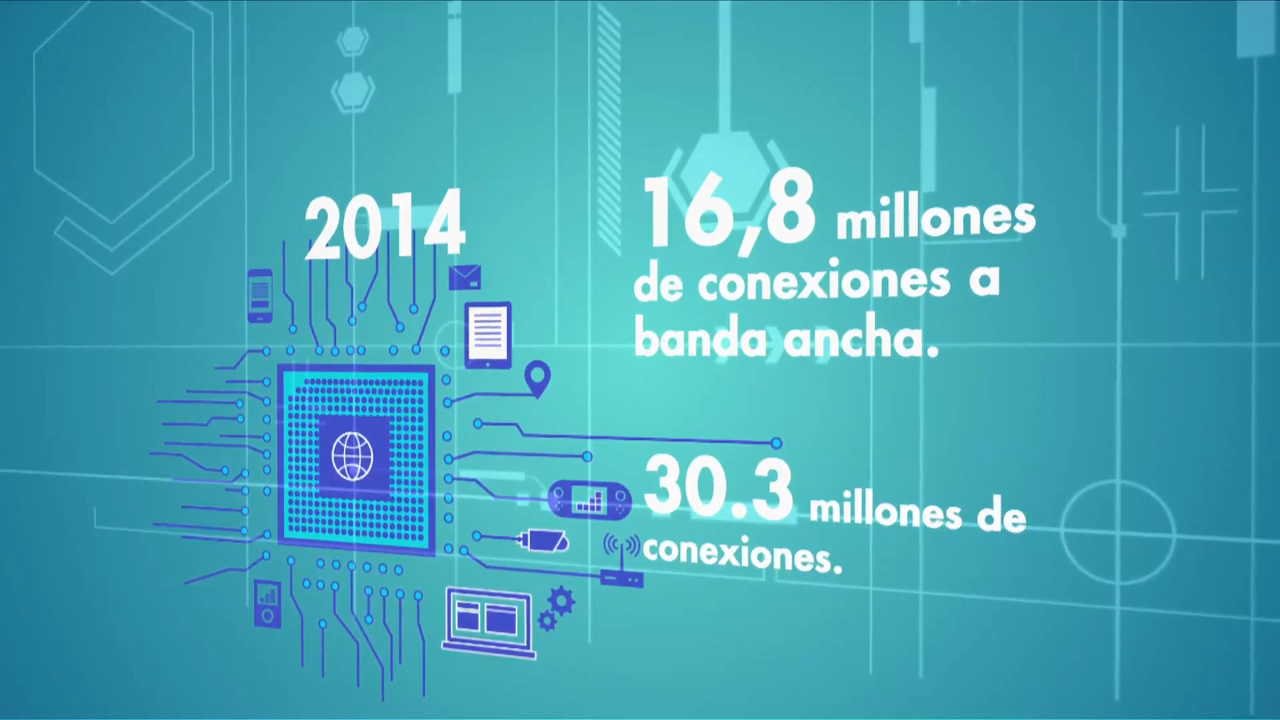 2014
16,8 millones
de conexiones a
banda ancha.
30.3 millones de
conexiones.